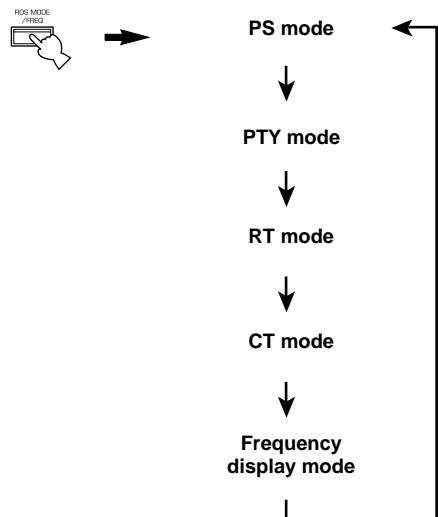 RDS MODE
/FREQ
PS mode
PTY mode
RT mode
CT mode
Frequency
display mode